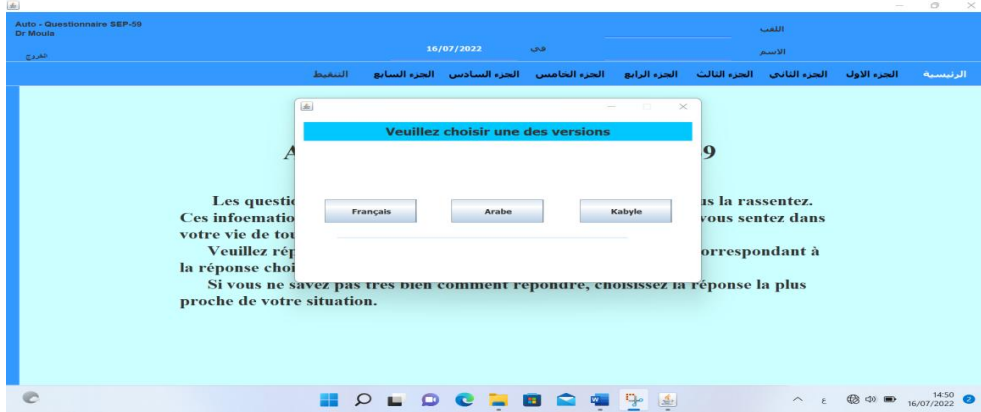 Auto - Questionnaire SEP-59
Dr Moula
اللقب
الاسم
في
16/07/2022
الخروج
الرئيسية الجزء الاول الجزء الثاني الجزء الثالث الجزء الرابع الجزء الخامس الجزء السادس الجزء السابع التنقيط
Veuillez choisir une des versions
A
9
Français Arabe Kabyle
Les questio
us la rassentez.
Ces infoematio
vous sentez dans
votre vie de tou
Veuillez rép
orrespondant à
la réponse choi
Si vous ne savez pas très bien comment répondre, choisissez la réponse la plus
proche de votre situation.
ع
14:50
16/07/2022
2